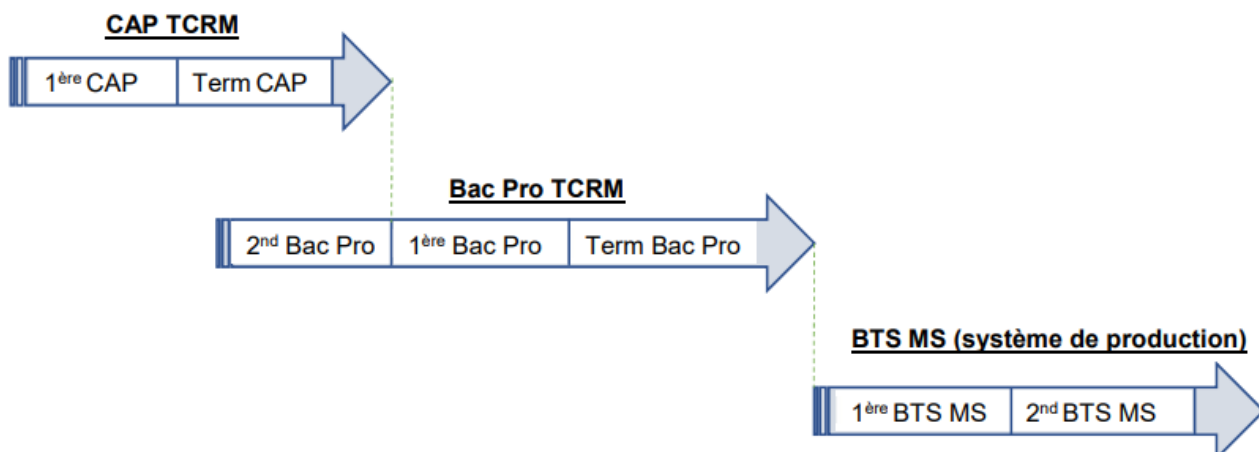 CAP TCRM
1ère CAP Term CAP
Bac Pro TCRM
2nd Bac Pro 1ère Bac Pro Term Bac Pro
BTS MS (système de production)
1ère BTS MS 2nd BTS MS